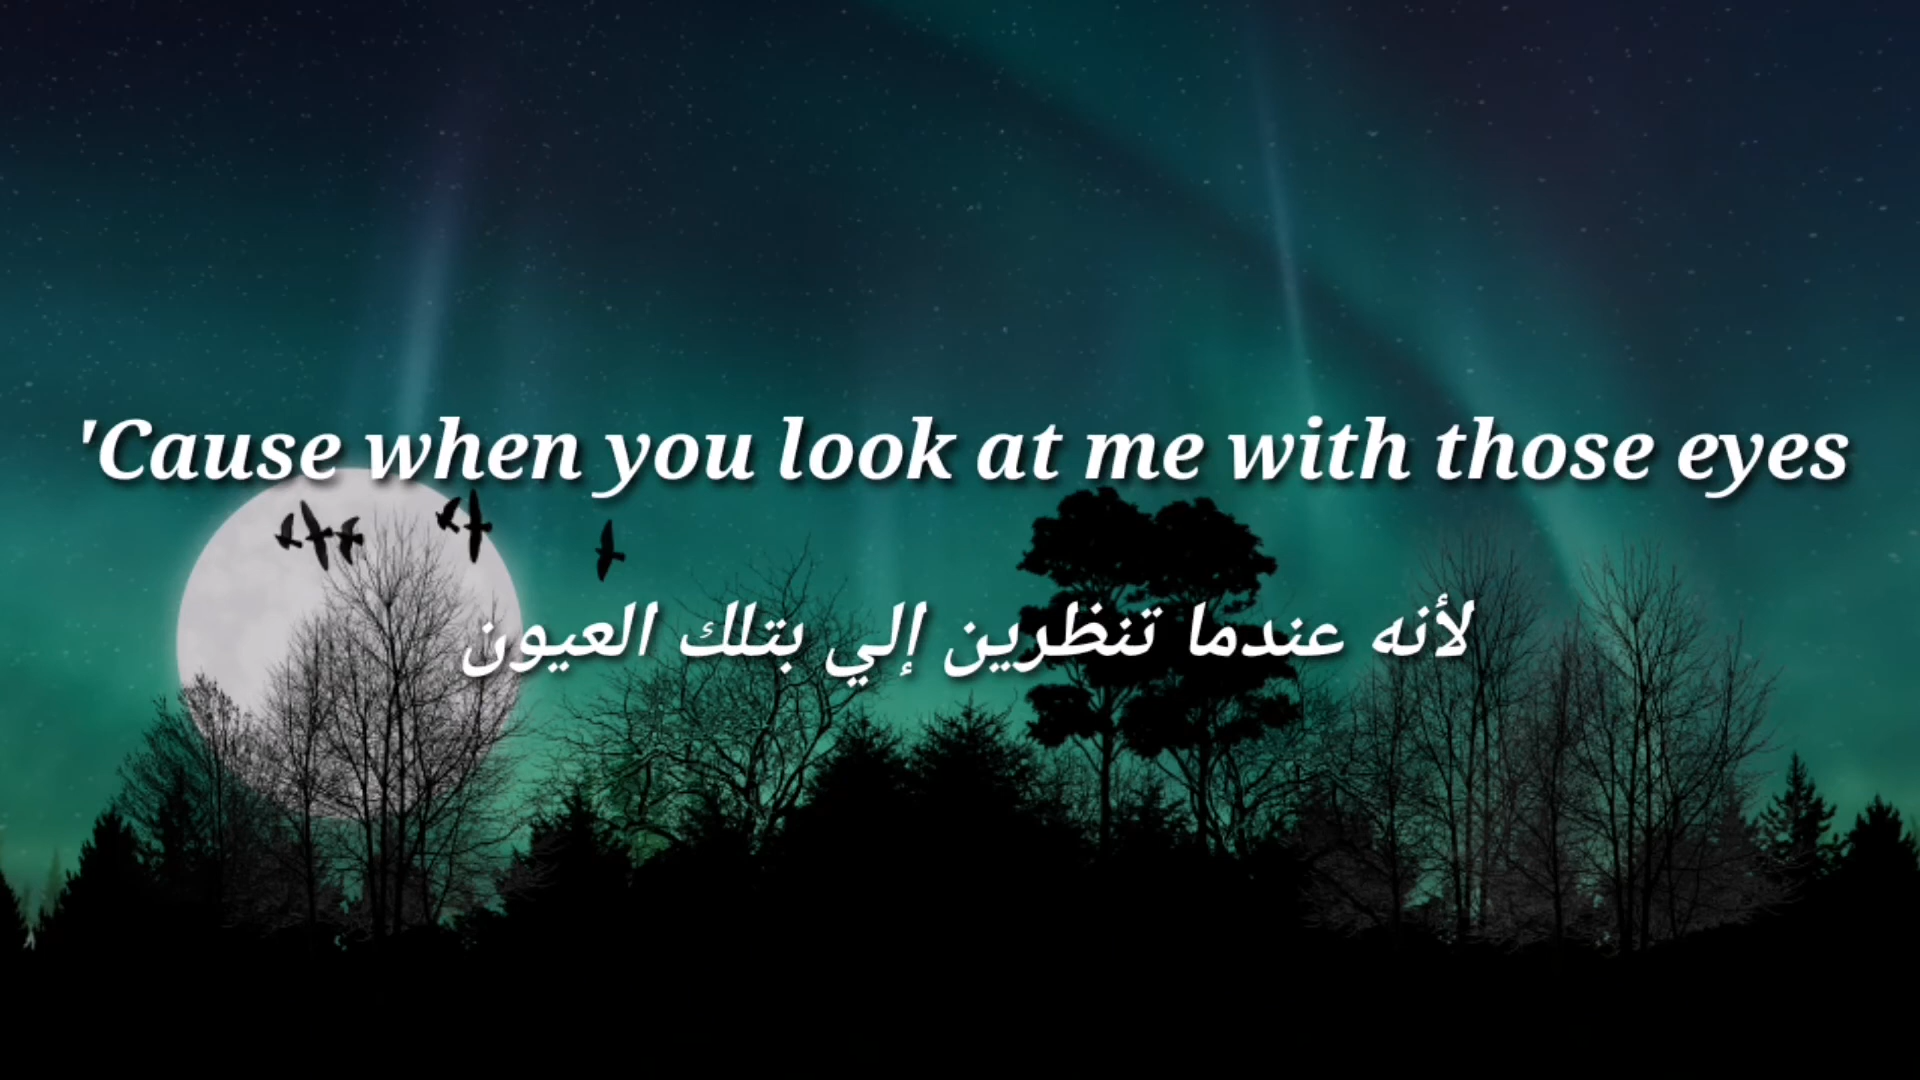 'Cause when you look at me with those eyes
لأنه عندما تنظرين إلي بتلك العيون